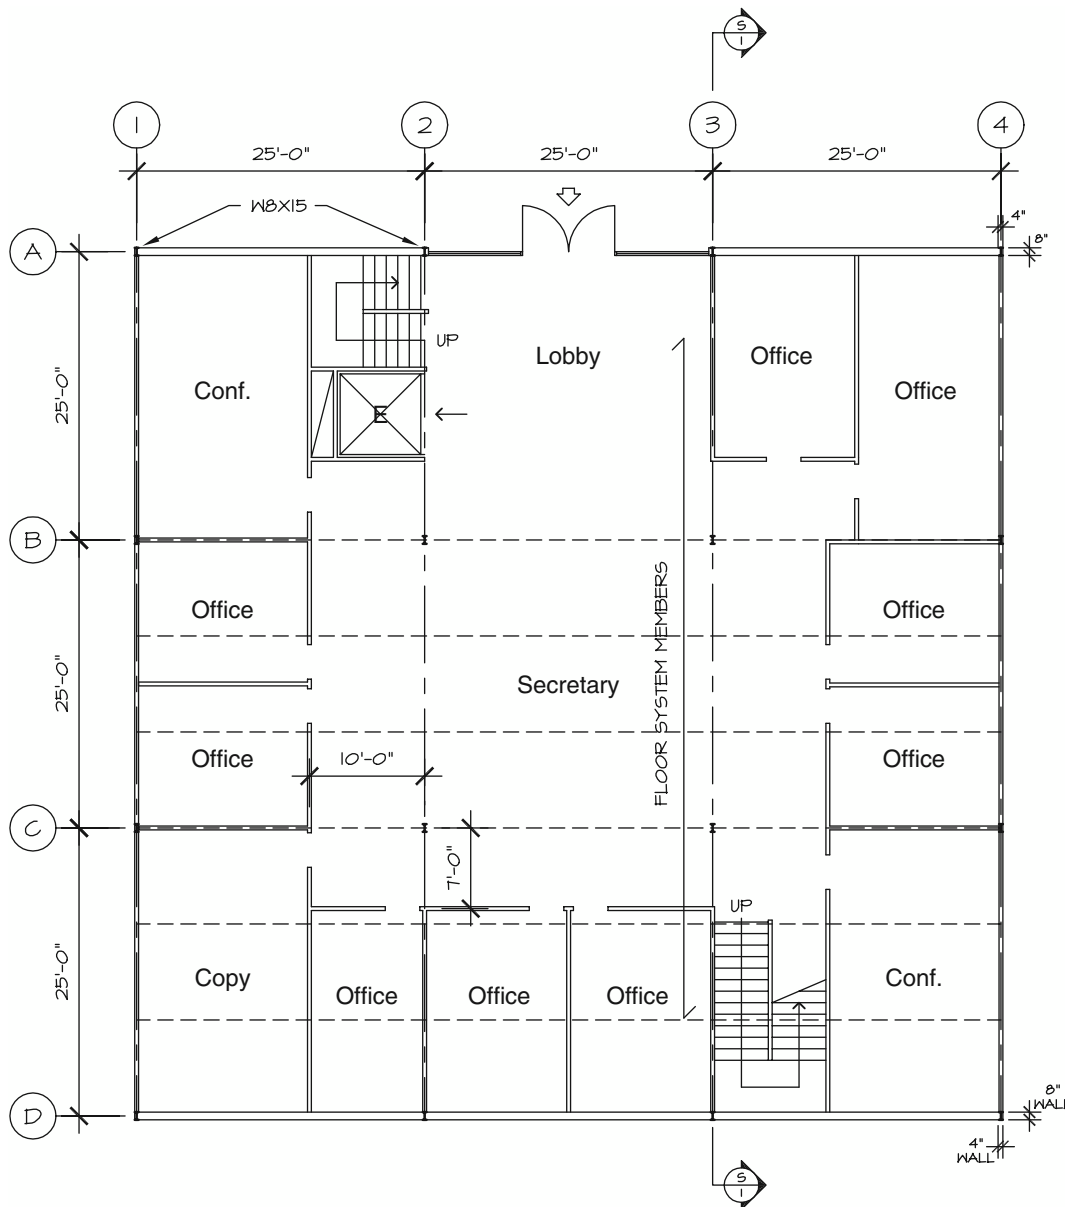 S
1
1
2
3
4
25'-0"
25'-0"
25'-0"
W8X15
4"
8"
A
UP
Lobby
Office
Conf.
Office
25'-0"
E
B
FLOOR SYSTEM MEMBERS
Office
Office
25'-0"
Secretary
Office
10'-0"
Office
C
7'-0"
UP
25'-0"
Copy
Office
Office
Office
Conf.
D
8"
WALL
4"
WALL
S
1